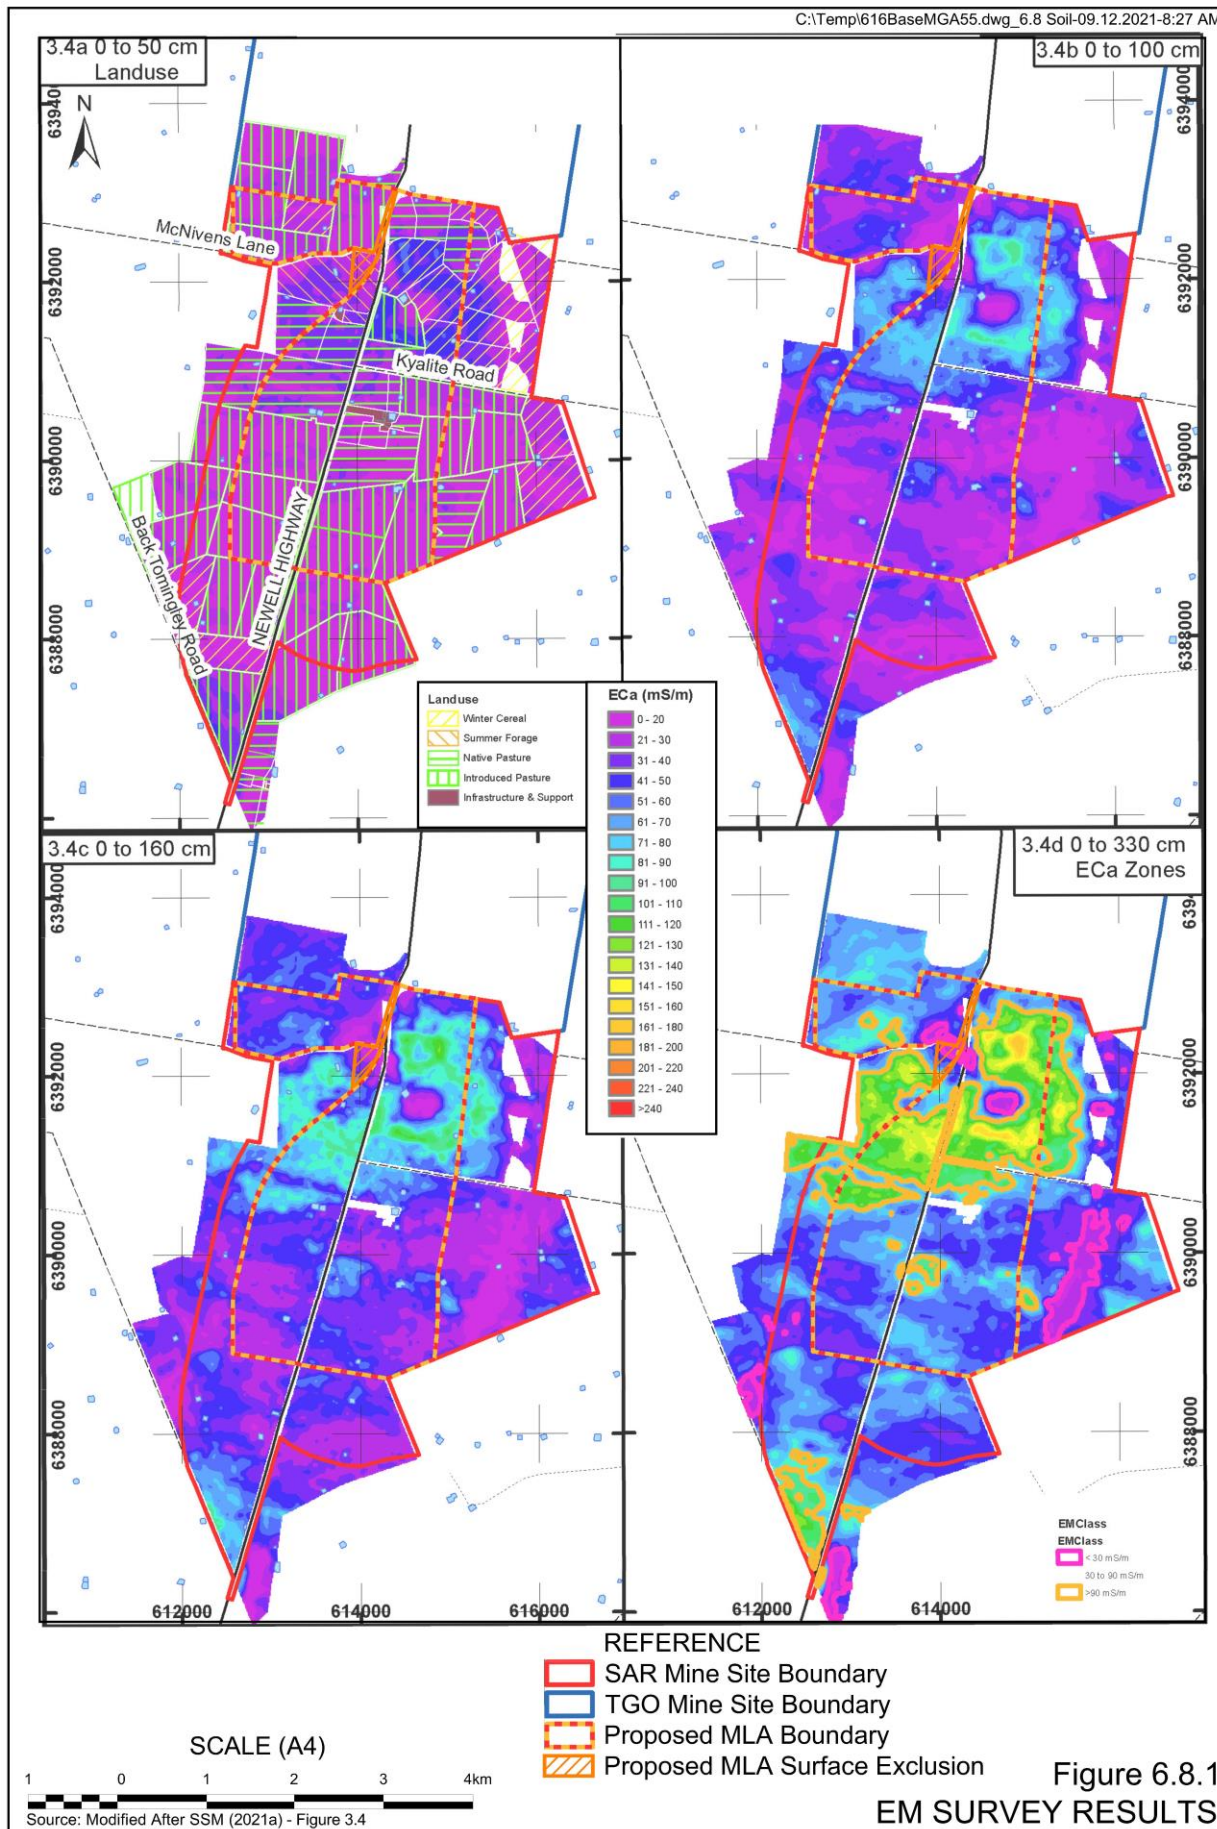 C:\Temp\616BaseMGA55.dwg_6.8 Soil-09.12.2021-8:27 AM
3.4a 0 to 50 cm
Landuse
N
6394000
6392000
6390000
6388000
McNivens Lane
Kyalite Road
NEWELL HIGHWAY
Back Tomingley Road
3.4b 0 to 100 cm
6394000
6392000
6390000
6388000
Landuse
Winter Cereal
Summer Forage
Native Pasture
Introduced Pasture
Infrastructure & Support
ECa (mS/m)
0 - 20
21 - 30
31 - 40
41 - 50
51 - 60
61 - 70
71 - 80
81 - 90
91 - 100
101 - 110
111 - 120
121 - 130
131 - 140
141 - 150
151 - 160
161 - 180
181 - 200
201 - 220
221 - 240
>240
3.4c 0 to 160 cm
6394000
6392000
6390000
6388000
612000
614000
616000
3.4d 0 to 330 cm
ECa Zones
6392000
6390000
6388000
612000
614000
EMClass
EMClass
< 30 mS/m
30 to 90 mS/m
>90 mS/m
REFERENCE
SAR Mine Site Boundary
TGO Mine Site Boundary
Proposed MLA Boundary
Proposed MLA Surface Exclusion
SCALE (A4)
1 0 1 2 3 4km
Source: Modified After SSM (2021a) - Figure 3.4
Figure 6.8.1
EM SURVEY RESULTS